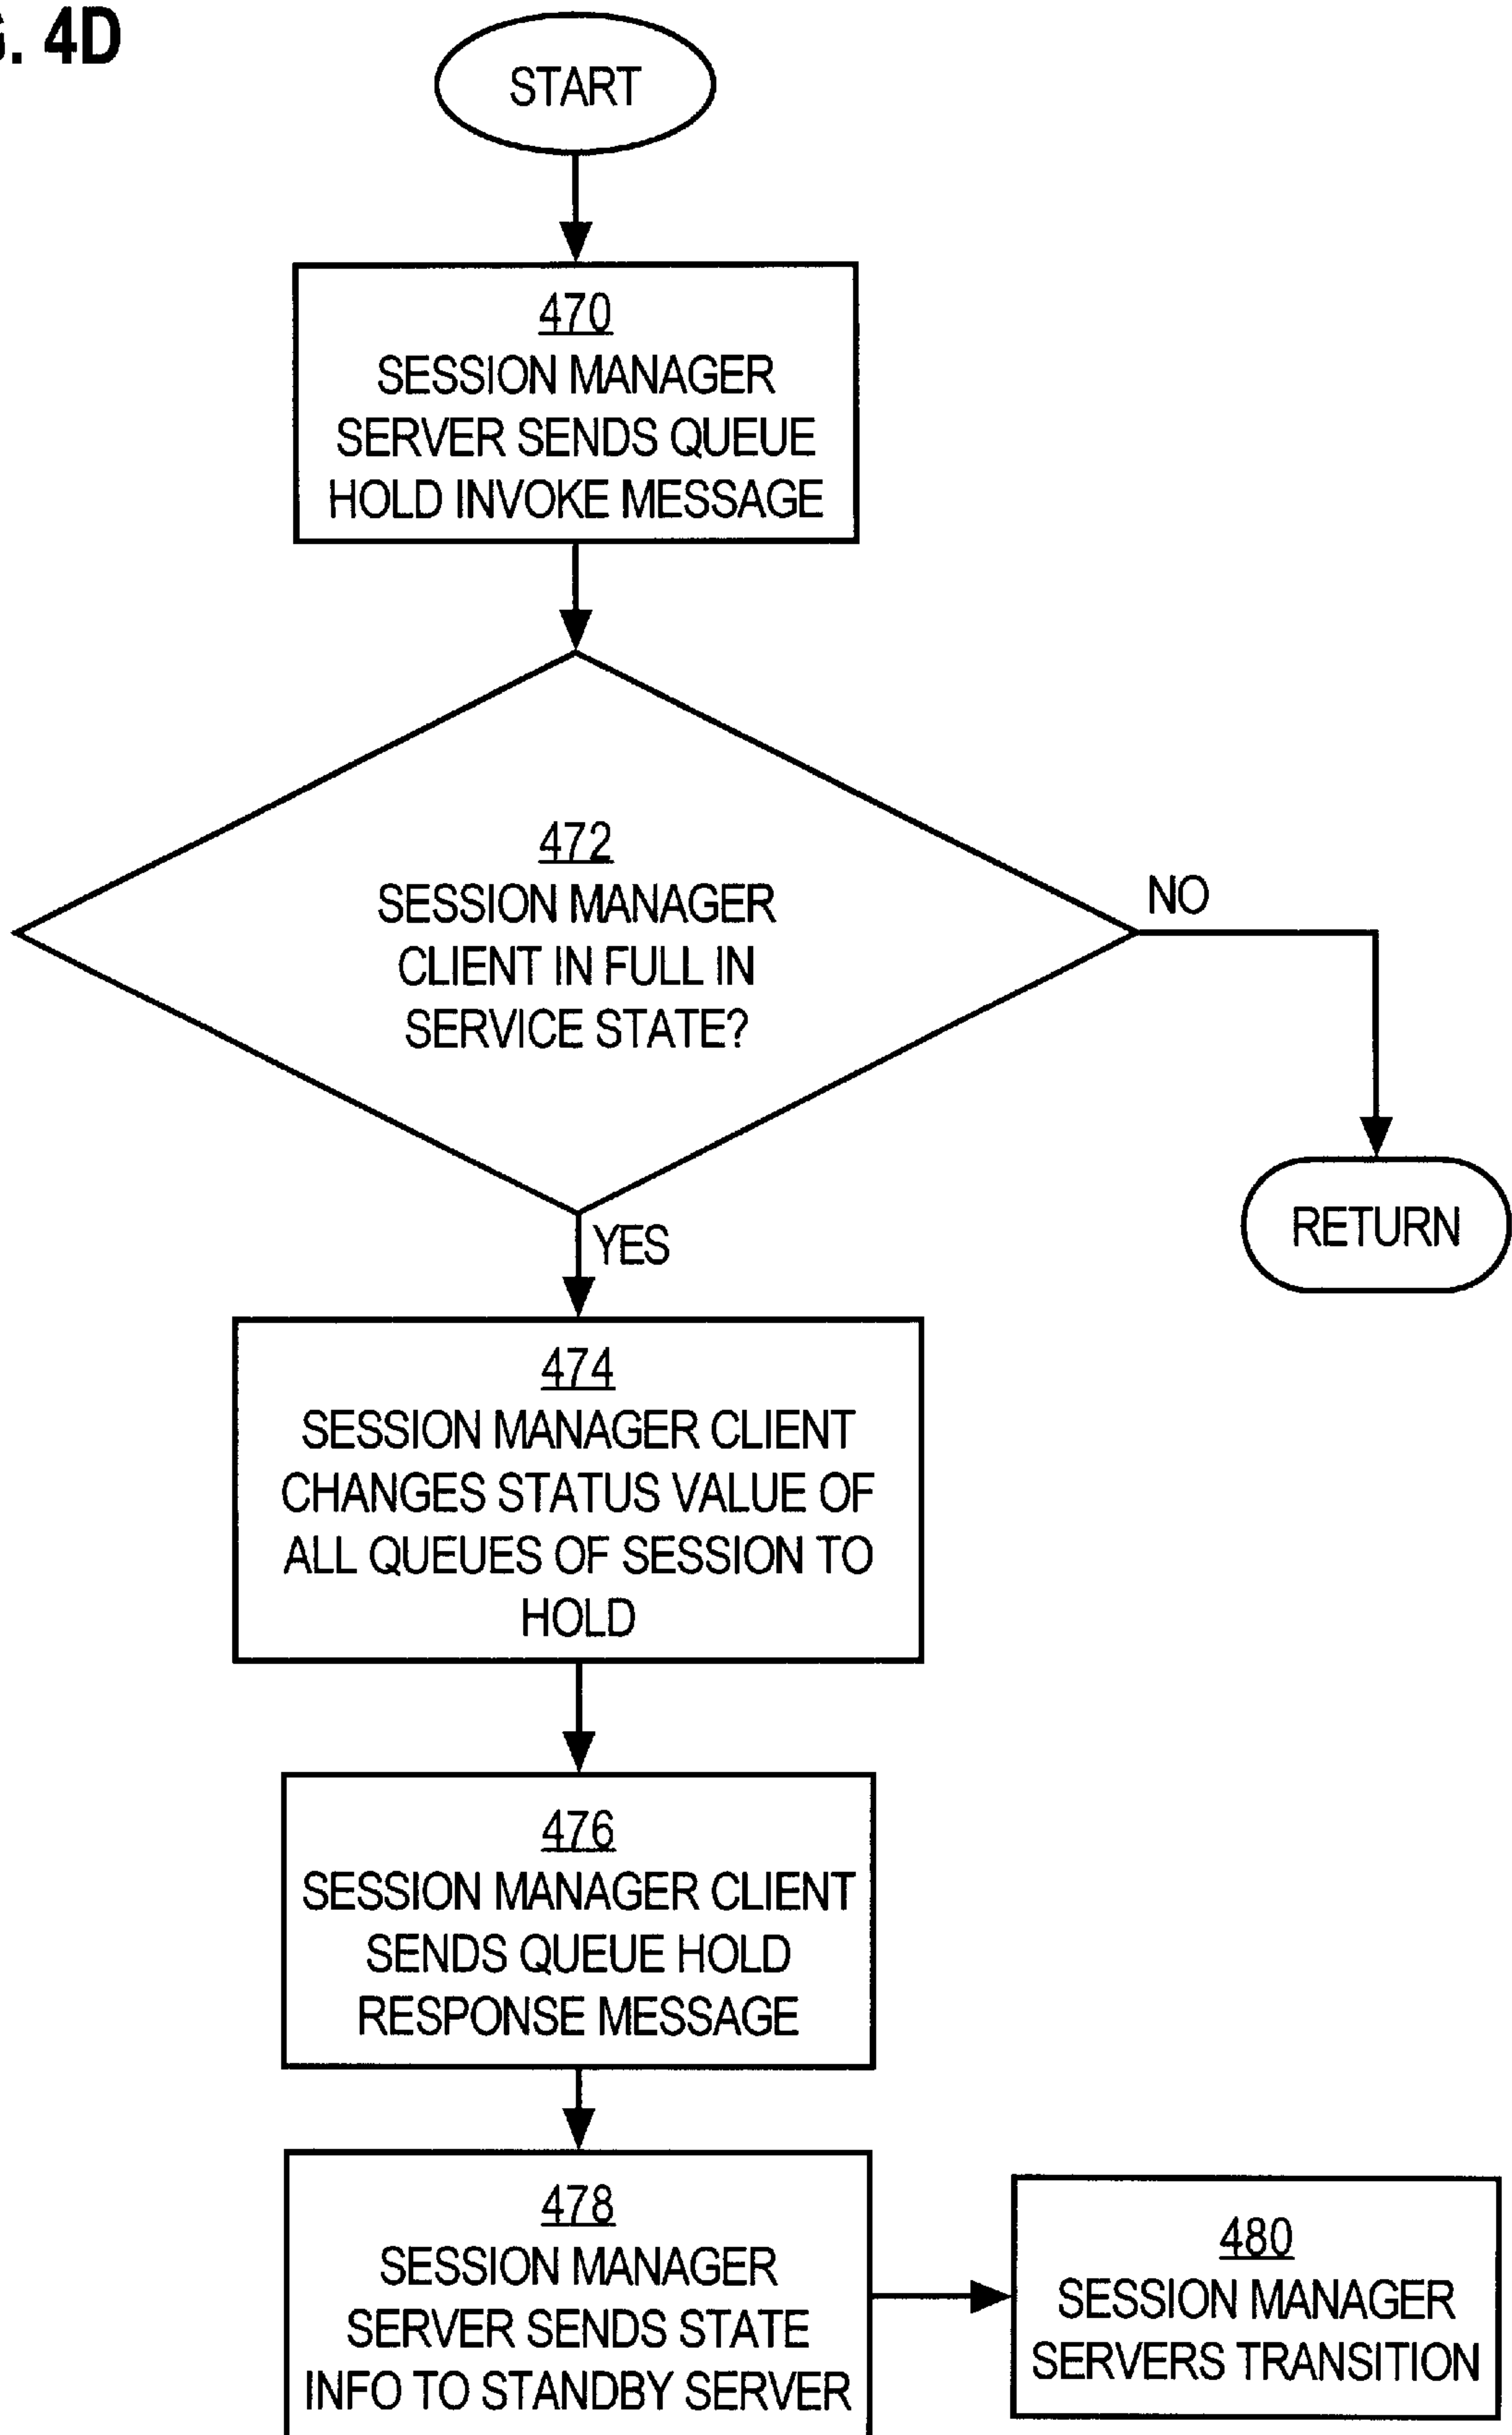 . 4D
START
470
SESSION MANAGER
SERVER SENDS QUEUE
HOLD INVOKE MESSAGE
472
SESSION MANAGER
CLIENT IN FULL IN
SERVICE STATE?
NO
RETURN
YES
474
SESSION MANAGER CLIENT
CHANGES STATUS VALUE OF
ALL QUEUES OF SESSION TO
HOLD
476
SESSION MANAGER CLIENT
SENDS QUEUE HOLD
RESPONSE MESSAGE
478
SESSION MANAGER
SERVER SENDS STATE
INFO TO STANDBY SERVER
480
SESSION MANAGER
SERVERS TRANSITION